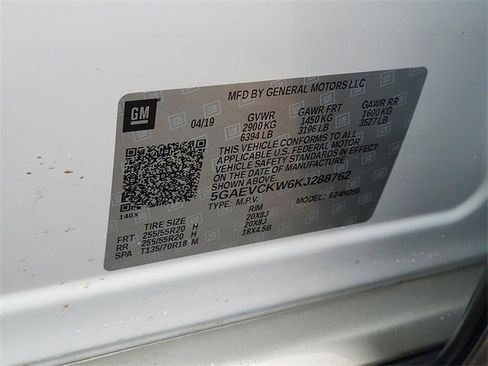 MFD BY GENERAL MOTORS LLC
GM
04/19 GVWR GAWR FRT GAWR RR
2900 KG 1450 KG 1600 KG
6394 LB 3196 LB 3527 LB
THIS VEHICLE CONFORMS TO ALL
APPLICABLE U.S. FEDERAL MOTOR VEHICLE
SAFETY AND THEFT PREVENTION STANDARDS
IN EFFECT ON THE DATE OF MANUFACTURE
SHOWN ABOVE.
5GAEVCKW6KJ288762
TYPE: M.P.V. MODEL:
140X
TIRE SIZE RIM
FRT 255/55R20 H 20X8J
RR 255/55R20 H 20X8J
SPA T135/70R18 M 18X4.5B